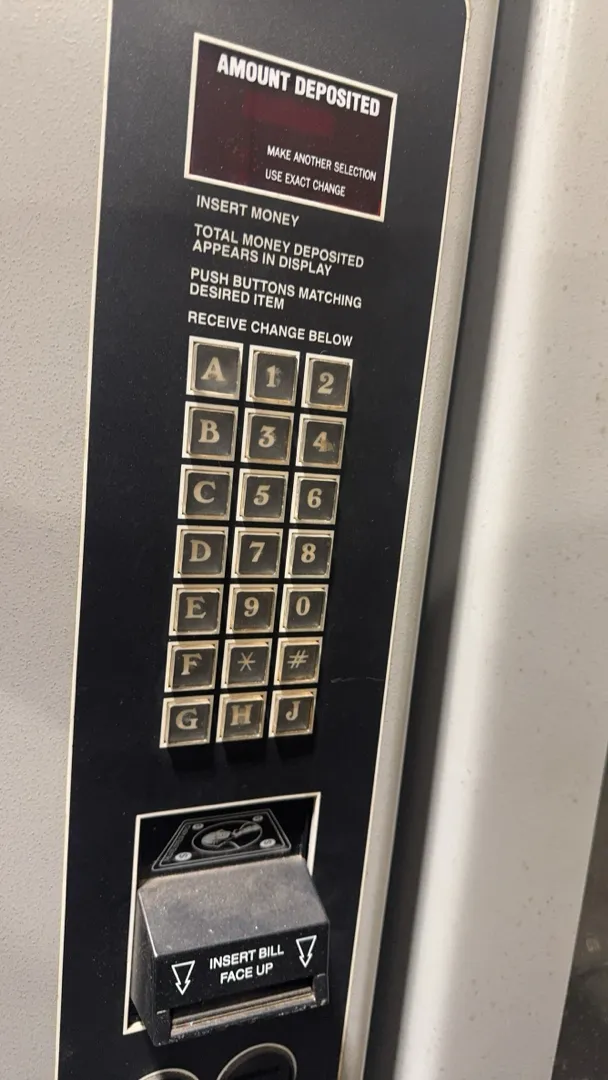 AMOUNT DEPOSITED
MAKE ANOTHER SELECTION
USE EXACT CHANGE
INSERT MONEY
TOTAL MONEY DEPOSITED
APPEARS IN DISPLAY
PUSH BUTTONS MATCHING
DESIRED ITEM
RECEIVE CHANGE BELOW
A 1 2
B 3 4
C 5 6
D 7 8
E 9 0
F * #
G H J
INSERT BILL
FACE UP